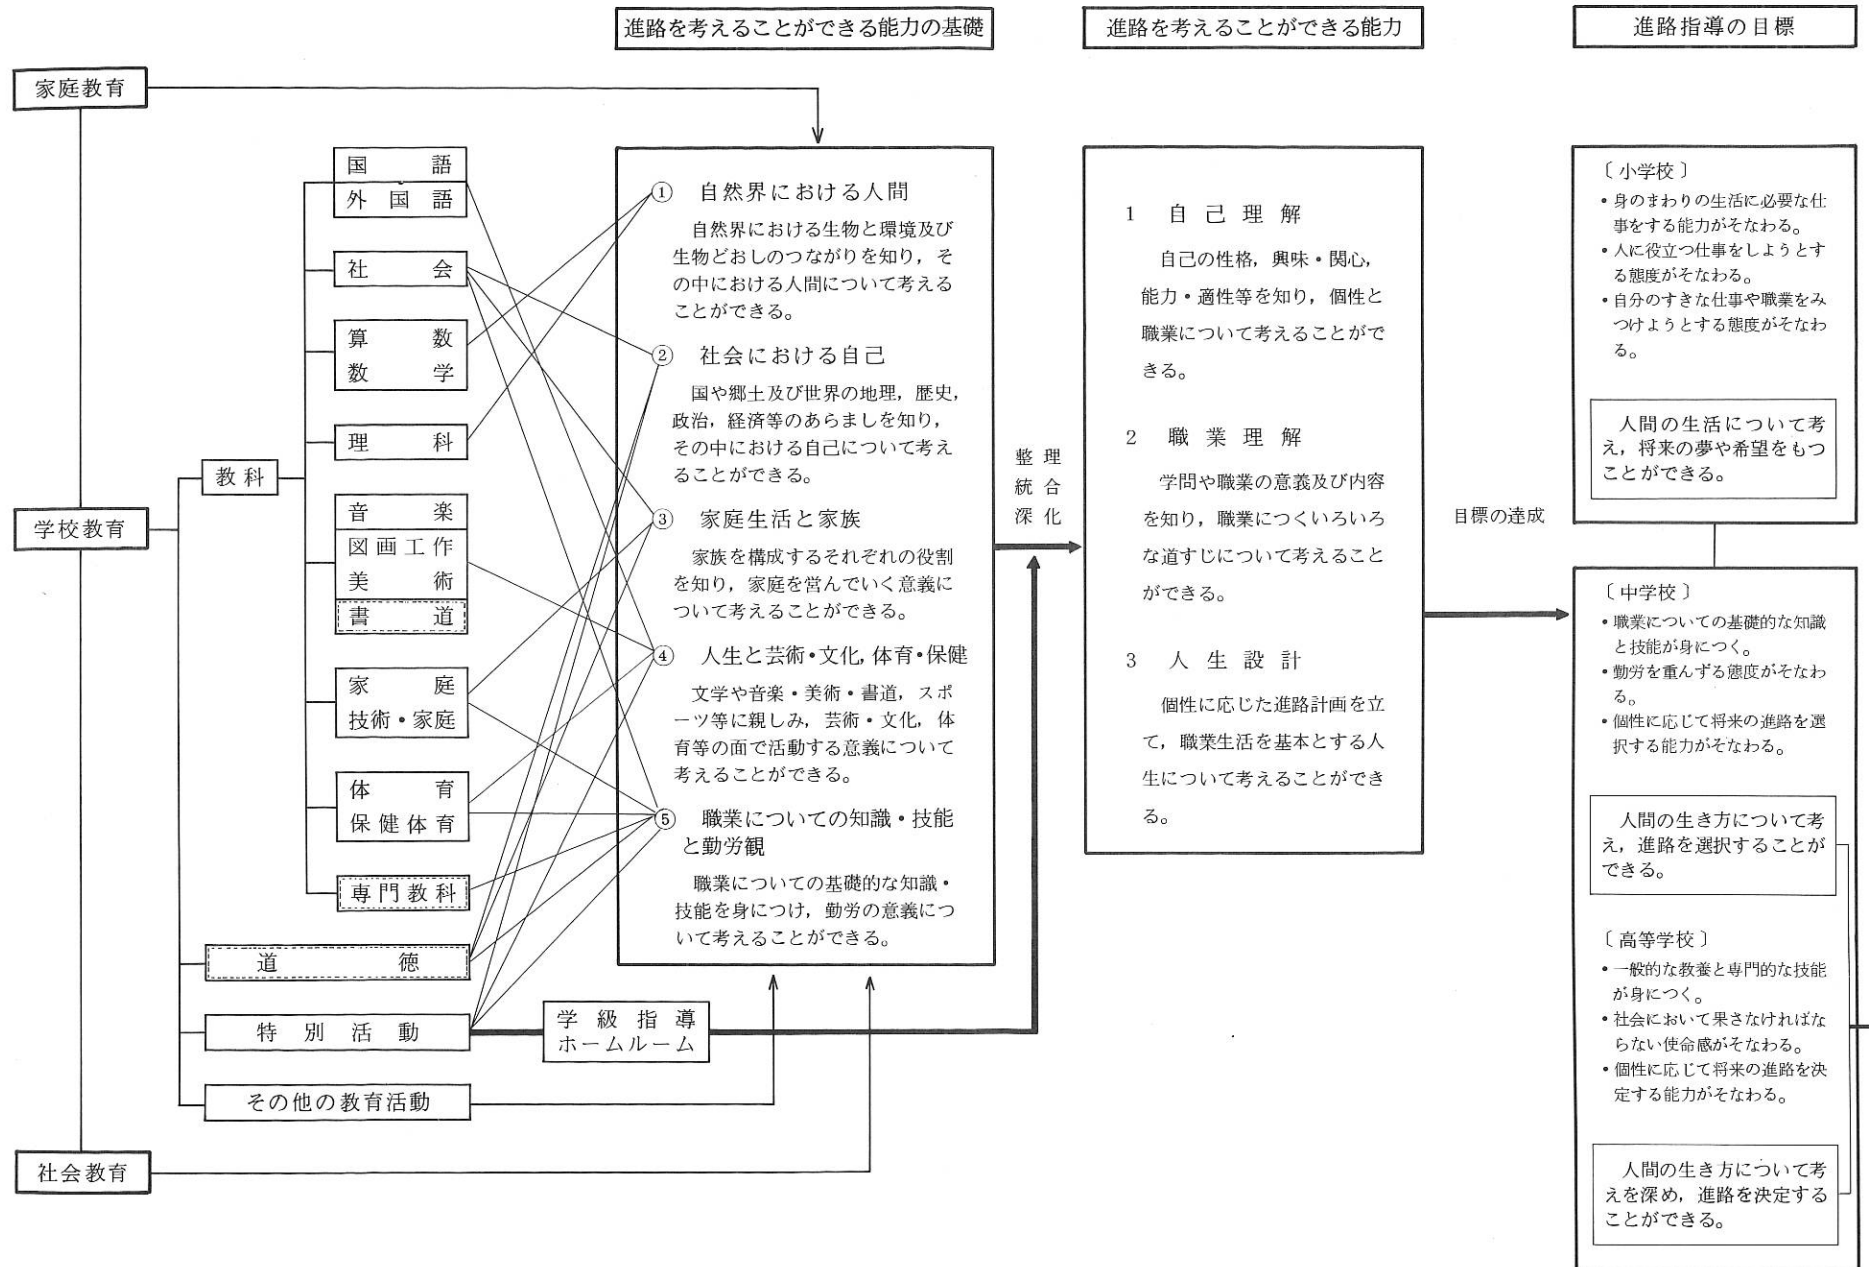 進路を考えることができる能力の基礎
進路を考えることができる能力
進路指導の目標
家庭教育
学校教育
社会教育
教科
国語
外国語
社会
算数
数学
理科
音楽
図画工作
美術
書道
家庭
技術・家庭
体育
保健体育
専門教科
道徳
特別活動
その他の教育活動
学級指導
ホームルーム
① 自然界における人間
自然界における生物と環境及び
生物どおしのつながりを知り，そ
の中における人間について考える
ことができる。
② 社会における自己
国や郷土及び世界の地理，歴史，
政治，経済等のあらましを知り，
その中における自己について考え
ることができる。
③ 家庭生活と家族
家族を構成するそれぞれの役割
を知り，家庭を営んでいく意義に
ついて考えることができる。
④ 人生と芸術・文化，体育・保健
文学や音楽・美術・書道，スポ
ーツ等に親しみ，芸術・文化，体
育等の面で活動する意義について
考えることができる。
⑤ 職業についての知識・技能
と勤労観
職業についての基礎的な知識・
技能を身につけ，勤労の意義につ
いて考えることができる。
整理
統合
深化
1 自己理解
自己の性格，興味・関心，
能力・適性等を知り，個性と
職業について考えることがで
きる。
2 職業理解
学問や職業の意義及び内容
を知り，職業につくいろいろ
な道すじについて考えること
ができる。
3 人生設計
個性に応じた進路計画を立
て，職業生活を基本とする人
生について考えることができ
る。
目標の達成
〔小学校〕
・身のまわりの生活に必要な仕
事をする能力がそなわる。
・人に役立つ仕事をしようとす
る態度がそなわる。
・自分のすきな仕事や職業をみ
つけようとする態度がそなわ
る。
人間の生活について考
え，将来の夢や希望をもつ
ことができる。
〔中学校〕
・職業についての基礎的な知識
と技能が身につく。
・勤労を重んずる態度がそなわ
る。
・個性に応じて将来の進路を選
択する能力がそなわる。
人間の生き方について考
え，進路を選択することが
できる。
〔高等学校〕
・一般的な教養と専門的な技能
が身につく。
・社会において果さなければな
らない使命感がそなわる。
・個性に応じて将来の進路を決
定する能力がそなわる。
人間の生き方について考
えを深め，進路を決定する
ことができる。